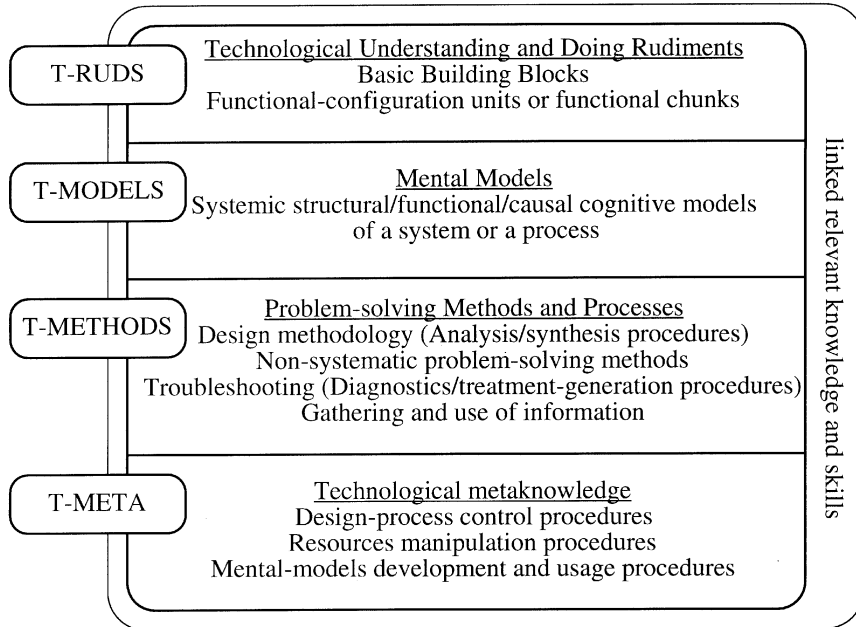 T-RUDS
Technological Understanding and Doing Rudiments
Basic Building Blocks
Functional-configuration units or functional chunks
T-MODELS
Mental Models
Systemic structural/functional/causal cognitive models
of a system or a process
T-METHODS
Problem-solving Methods and Processes
Design methodology (Analysis/synthesis procedures)
Non-systematic problem-solving methods
Troubleshooting (Diagnostics/treatment-generation procedures)
Gathering and use of information
T-META
Technological metaknowledge
Design-process control procedures
Resources manipulation procedures
Mental-models development and usage procedures
linked relevant knowledge and skills